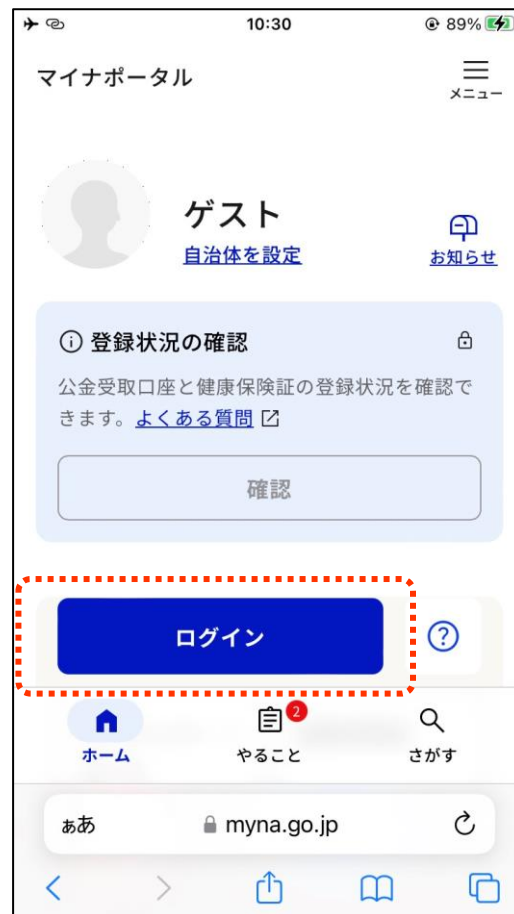 10:30
89%
マイナポータル
メニュー
ゲスト
自治体を設定
お知らせ
登録状況の確認
公金受取口座と健康保険証の登録状況を確認で
きます。よくある質問
確認
ログイン
2
ホーム
やること
さがす
ぁあ
myna.go.jp